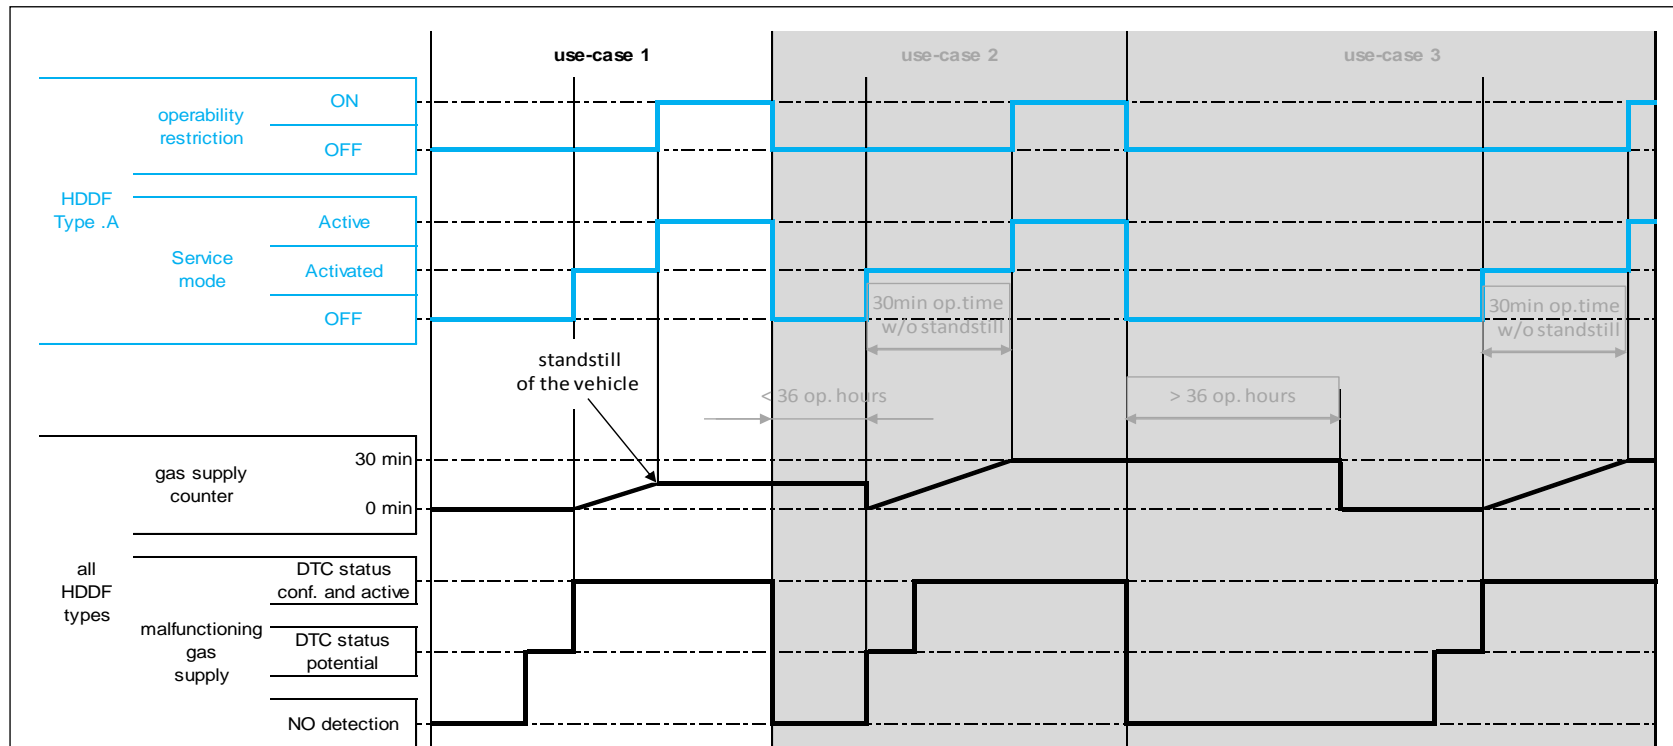 use-case 1
use-case 2
use-case 3
HDDF
Type .A
operability
restriction
ON
OFF
Service
mode
Active
Activated
OFF
30min op.time
w/o standstill
30min op.time
w/o standstill
standstill
of the vehicle
< 36 op. hours
> 36 op. hours
all
HDDF
types
gas supply
counter
30 min
0 min
malfunctioning
gas
supply
DTC status
conf. and active
DTC status
potential
NO detection